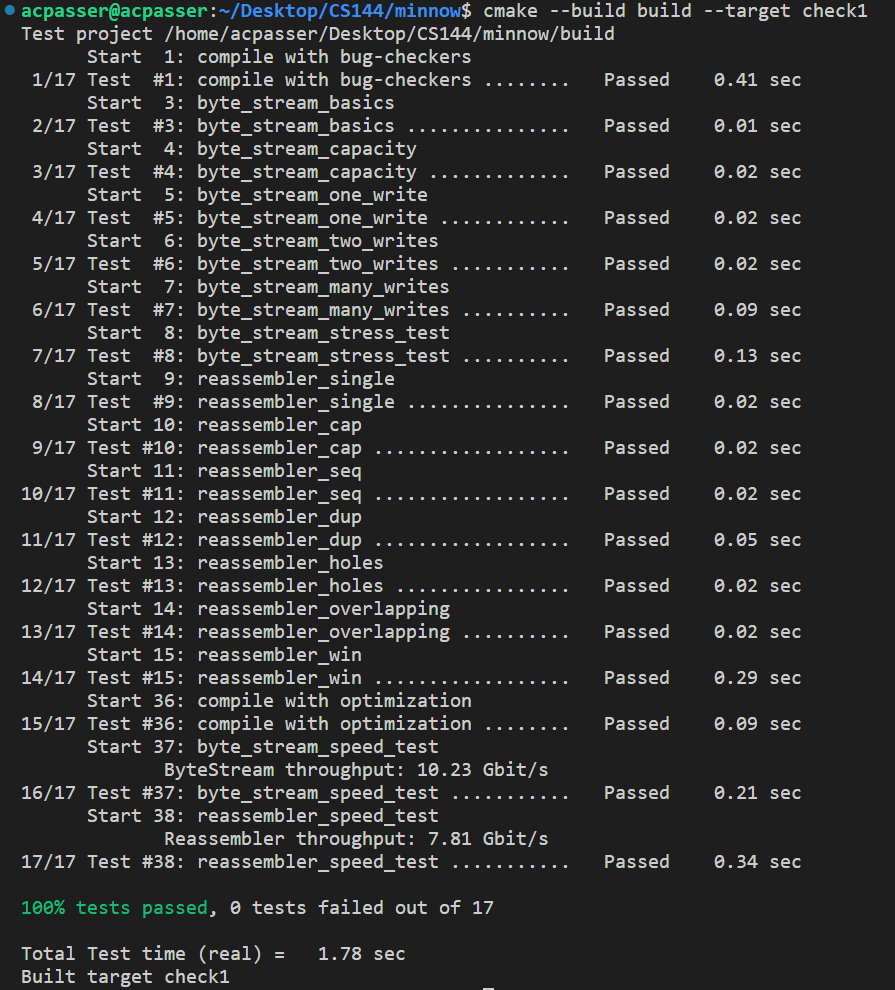 acpasser@acpasser:~/Desktop/CS144/minnow$ cmake --build build --target check1
Test project /home/acpasser/Desktop/CS144/minnow/build
      Start  1: compile with bug-checkers
 1/17 Test  #1: compile with bug-checkers ........   Passed    0.41 sec
      Start  3: byte_stream_basics
 2/17 Test  #3: byte_stream_basics ...............   Passed    0.01 sec
      Start  4: byte_stream_capacity
 3/17 Test  #4: byte_stream_capacity .............   Passed    0.02 sec
      Start  5: byte_stream_one_write
 4/17 Test  #5: byte_stream_one_write ............   Passed    0.02 sec
      Start  6: byte_stream_two_writes
 5/17 Test  #6: byte_stream_two_writes ...........   Passed    0.02 sec
      Start  7: byte_stream_many_writes
 6/17 Test  #7: byte_stream_many_writes ..........   Passed    0.09 sec
      Start  8: byte_stream_stress_test
 7/17 Test  #8: byte_stream_stress_test ..........   Passed    0.13 sec
      Start  9: reassembler_single
 8/17 Test  #9: reassembler_single ...............   Passed    0.02 sec
      Start 10: reassembler_cap
 9/17 Test #10: reassembler_cap ..................   Passed    0.02 sec
      Start 11: reassembler_seq
10/17 Test #11: reassembler_seq ..................   Passed    0.02 sec
      Start 12: reassembler_dup
11/17 Test #12: reassembler_dup ..................   Passed    0.05 sec
      Start 13: reassembler_holes
12/17 Test #13: reassembler_holes ................   Passed    0.02 sec
      Start 14: reassembler_overlapping
13/17 Test #14: reassembler_overlapping ..........   Passed    0.02 sec
      Start 15: reassembler_win
14/17 Test #15: reassembler_win ..................   Passed    0.29 sec
      Start 36: compile with optimization
15/17 Test #36: compile with optimization ........   Passed    0.09 sec
      Start 37: byte_stream_speed_test
             ByteStream throughput: 10.23 Gbit/s
16/17 Test #37: byte_stream_speed_test ...........   Passed    0.21 sec
      Start 38: reassembler_speed_test
             Reassembler throughput: 7.81 Gbit/s
17/17 Test #38: reassembler_speed_test ...........   Passed    0.34 sec

100% tests passed, 0 tests failed out of 17

Total Test time (real) =   1.78 sec
Built target check1